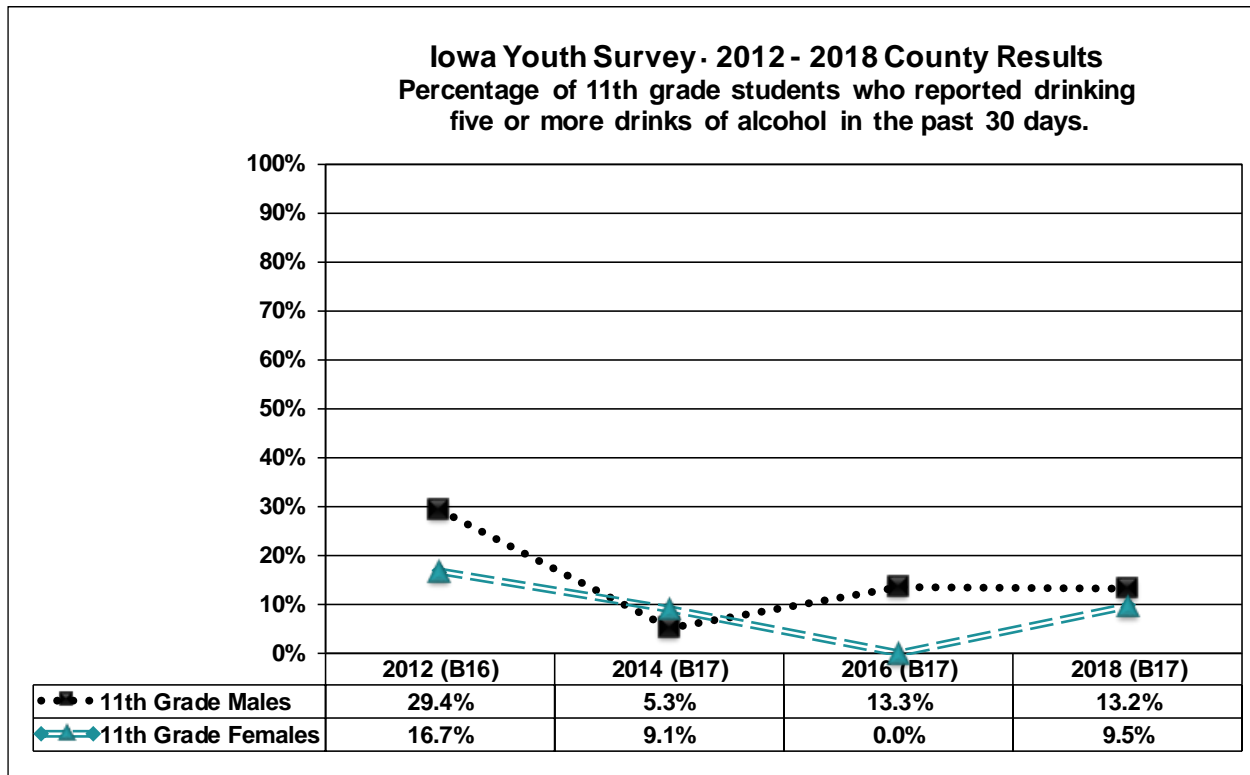 Iowa Youth Survey · 2012 - 2018 County Results
Percentage of 11th grade students who reported drinking
five or more drinks of alcohol in the past 30 days.
100%
90%
80%
70%
60%
50%
40%
30%
20%
10%
0%
2012 (B16) 2014 (B17) 2016 (B17) 2018 (B17)
11th Grade Males 29.4% 5.3% 13.3% 13.2%
11th Grade Females 16.7% 9.1% 0.0% 9.5%